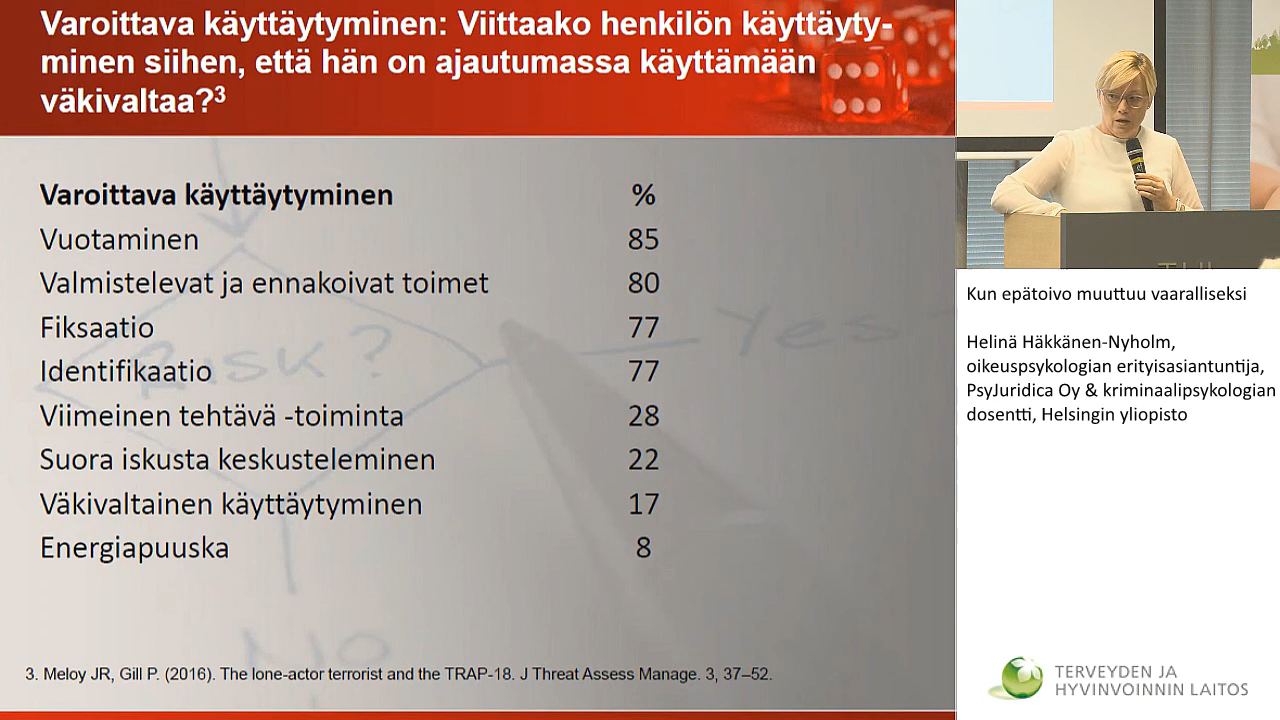 Varoittava käyttäytyminen: Viittaako henkilön käyttäyty-
minen siihen, että hän on ajautumassa käyttämään
väkivaltaa?³
Varoittava käyttäytyminen %
Vuotaminen 85
Valmistelevat ja ennakoivat toimet 80
Fiksaatio 77
Identifikaatio 77
Viimeinen tehtävä -toiminta 28
Suora iskusta keskusteleminen 22
Väkivaltainen käyttäytyminen 17
Energiapuuska 8
RISK?
Yes
No
3. Meloy JR, Gill P. (2016). The lone-actor terrorist and the TRAP-18. J Threat Assess Manage. 3, 37–52.
THL
Kun epätoivo muuttuu vaaralliseksi
Helinä Häkkänen-Nyholm,
oikeuspsykologian erityisasiantuntija,
PsyJuridica Oy & kriminaalipsykologian
dosentti, Helsingin yliopisto
TERVEYDEN JA
HYVINVOINNIN LAITOS